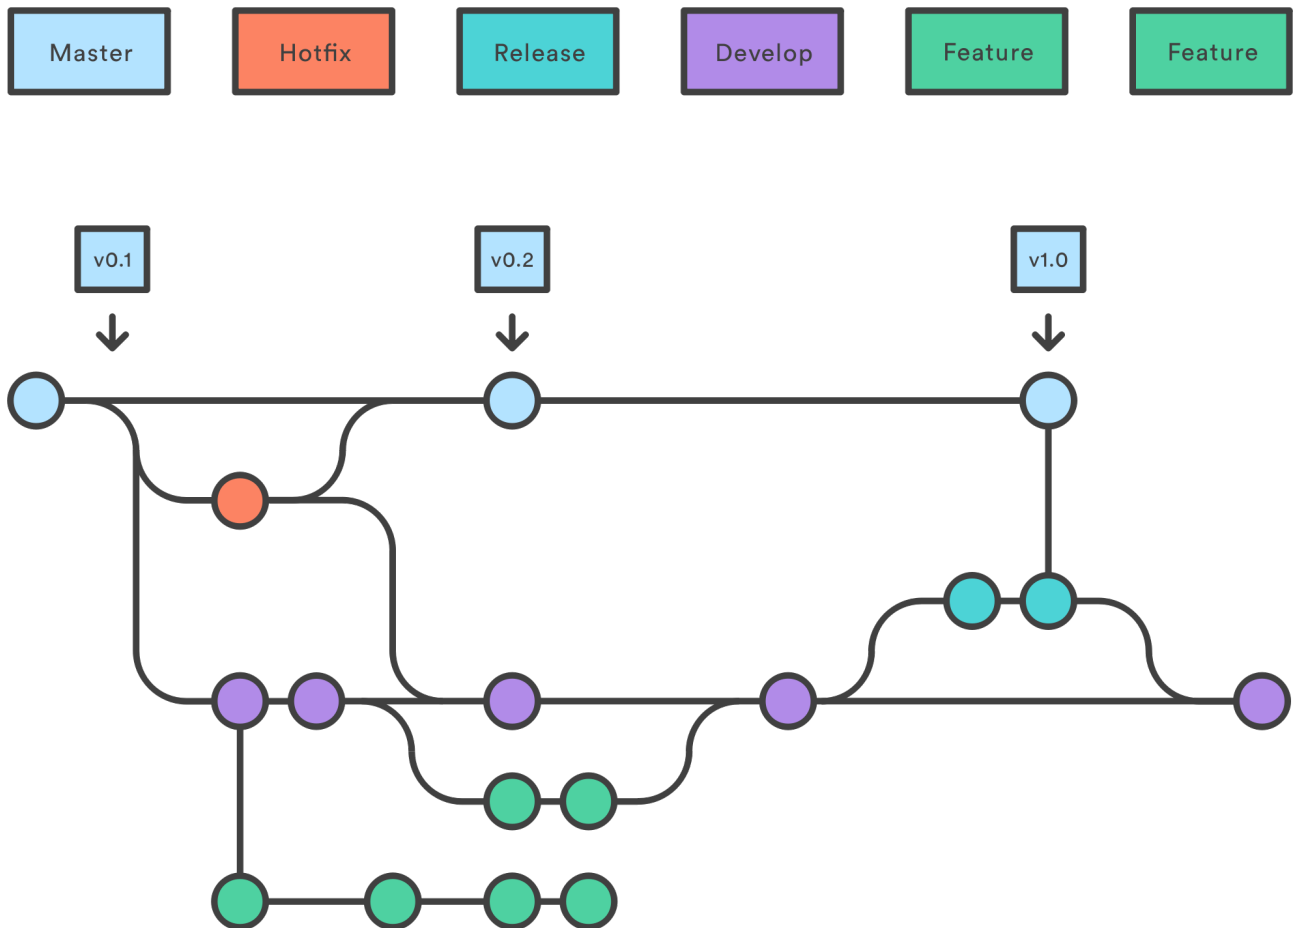 Master
Hotfix
Release
Develop
Feature
Feature
v0.1
v0.2
v1.0